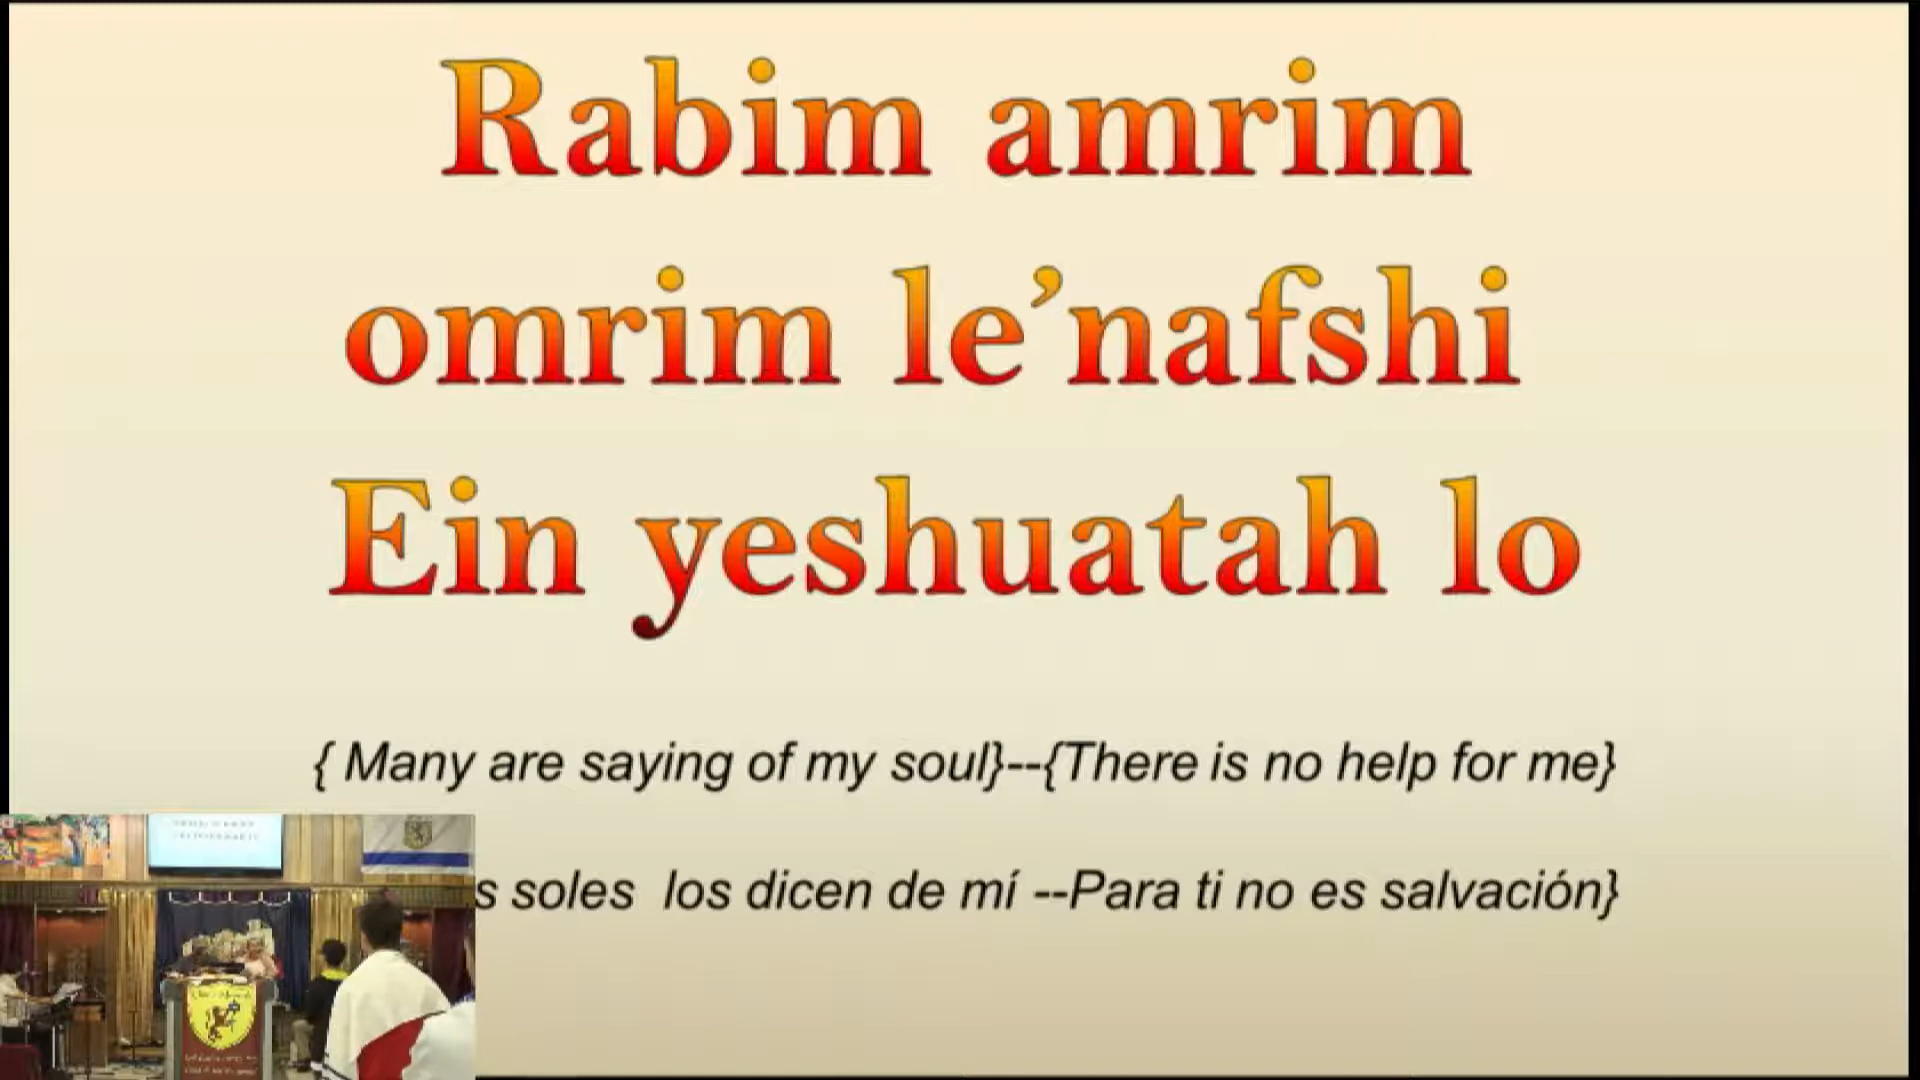 Rabim amrim
omrim le’nafshi
Ein yeshuatah lo
{ Many are saying of my soul}--{There is no help for me}
soles los dicen de mí --Para ti no es salvación}